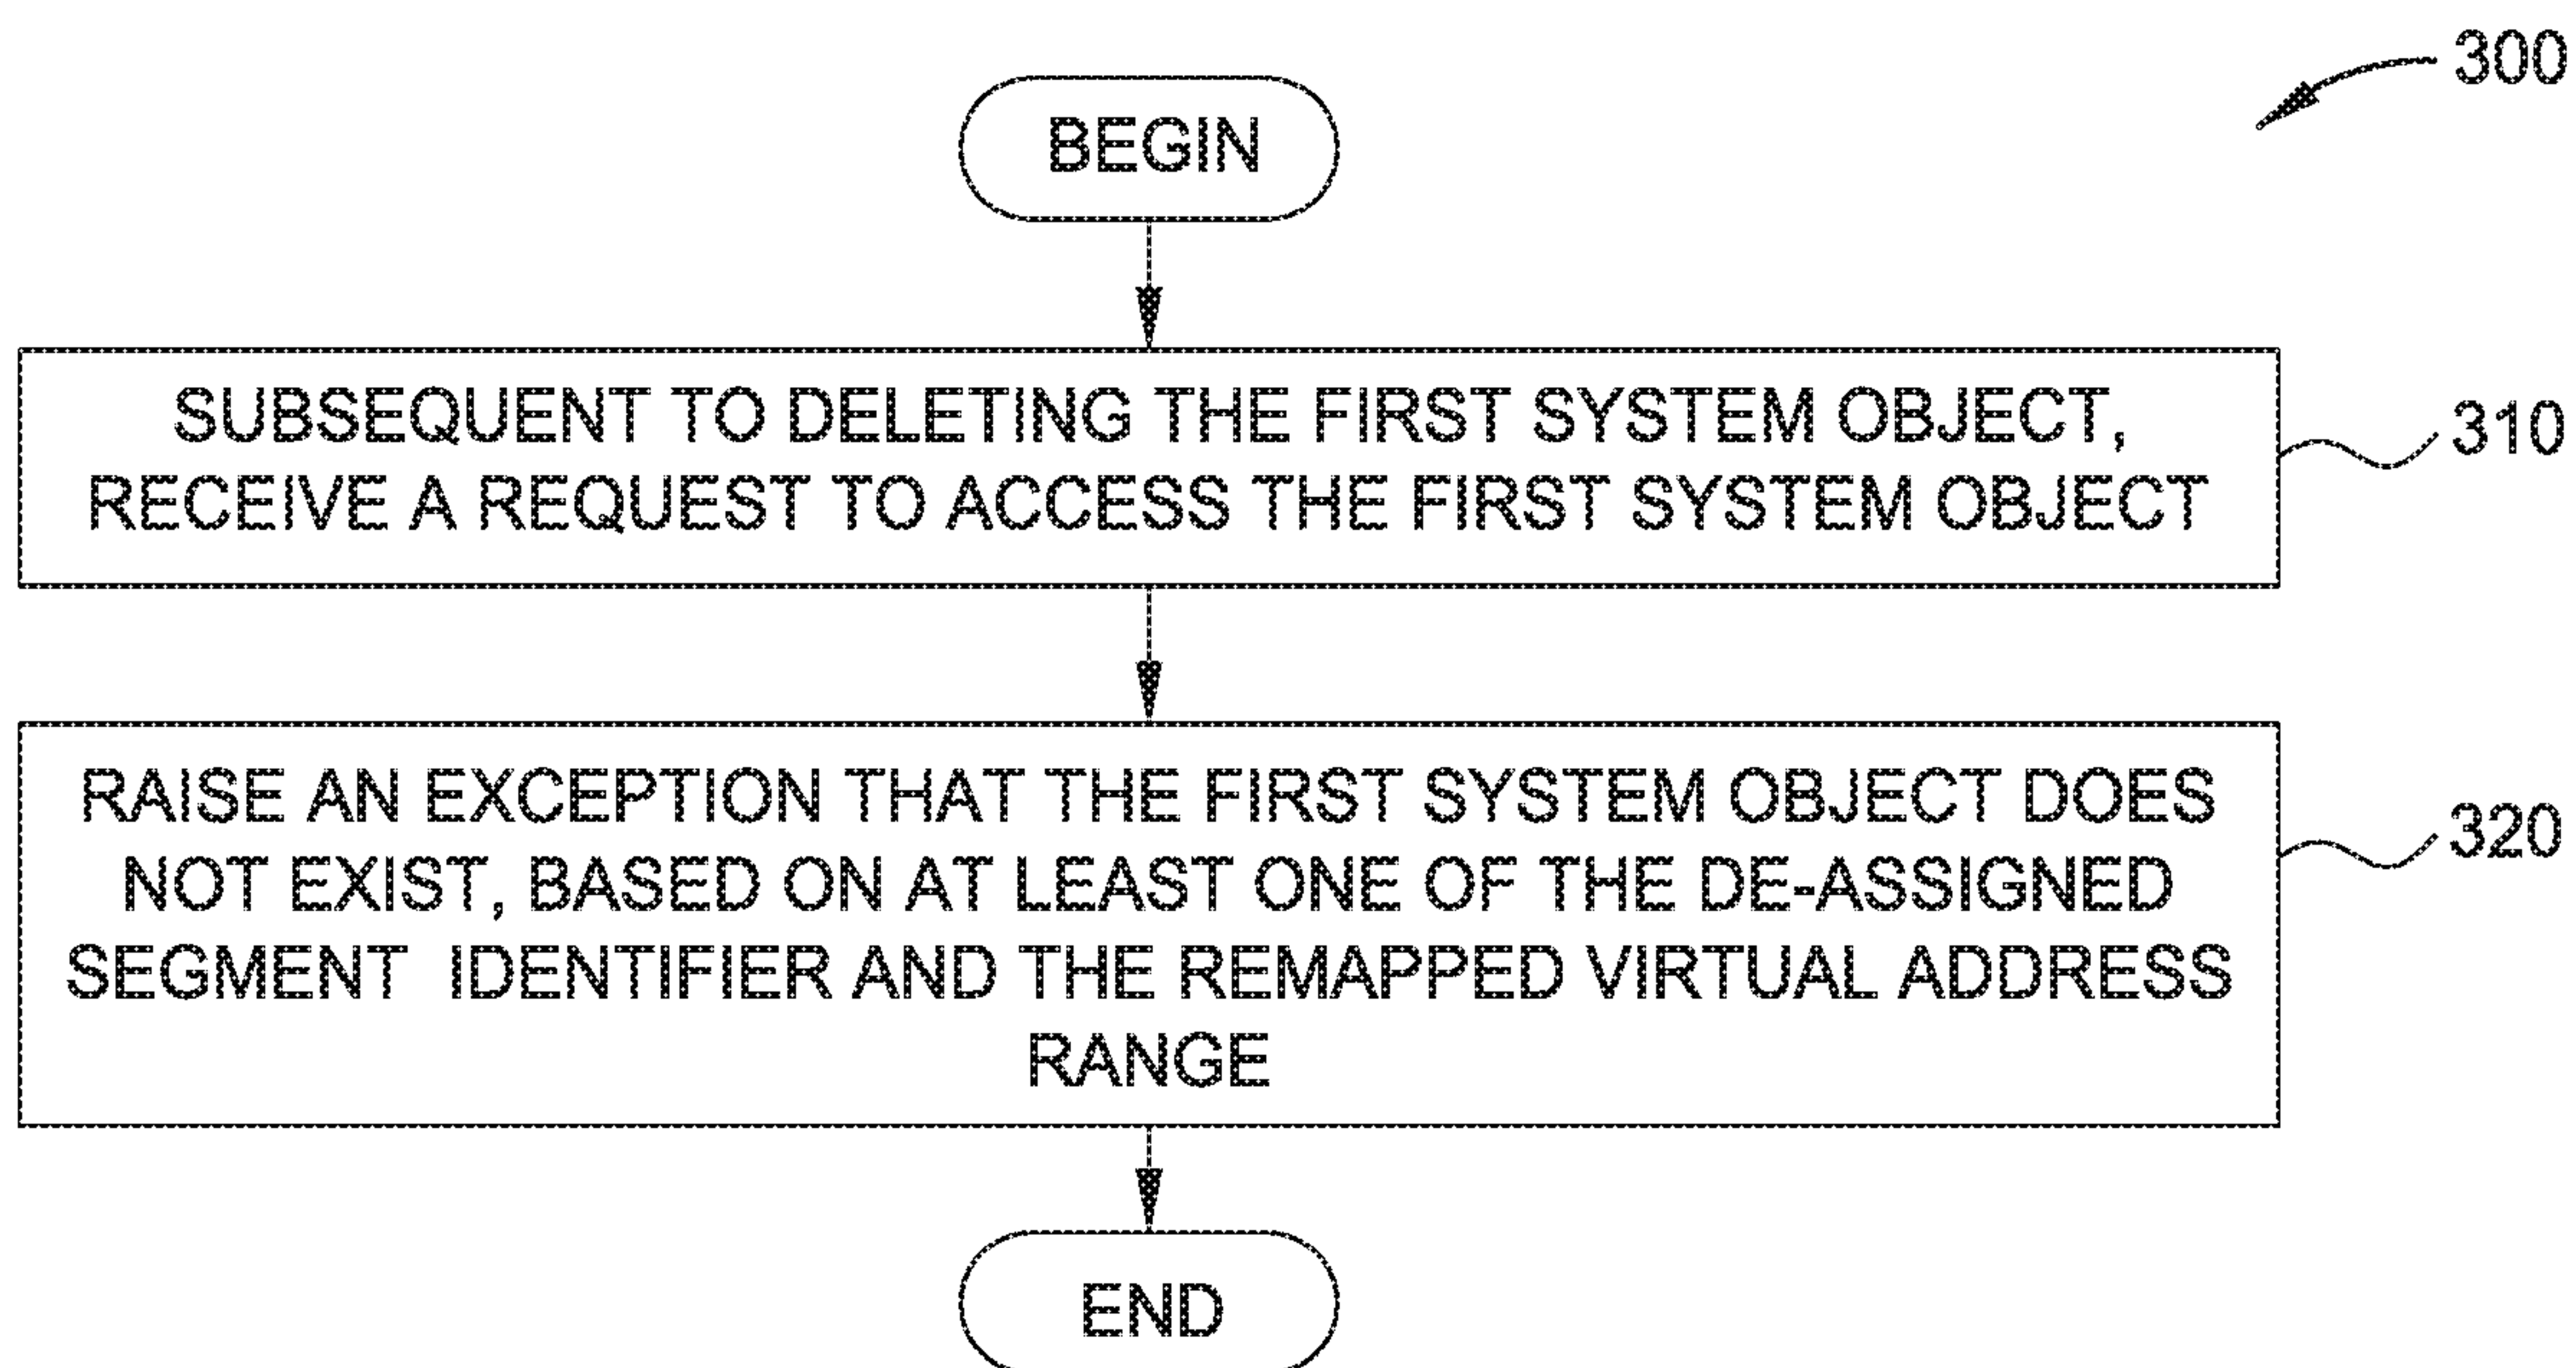 300
BEGIN
SUBSEQUENT TO DELETING THE FIRST SYSTEM OBJECT,
RECEIVE A REQUEST TO ACCESS THE FIRST SYSTEM OBJECT
310
RAISE AN EXCEPTION THAT THE FIRST SYSTEM OBJECT DOES
NOT EXIST, BASED ON AT LEAST ONE OF THE DE-ASSIGNED
SEGMENT IDENTIFIER AND THE REMAPPED VIRTUAL ADDRESS
RANGE
320
END